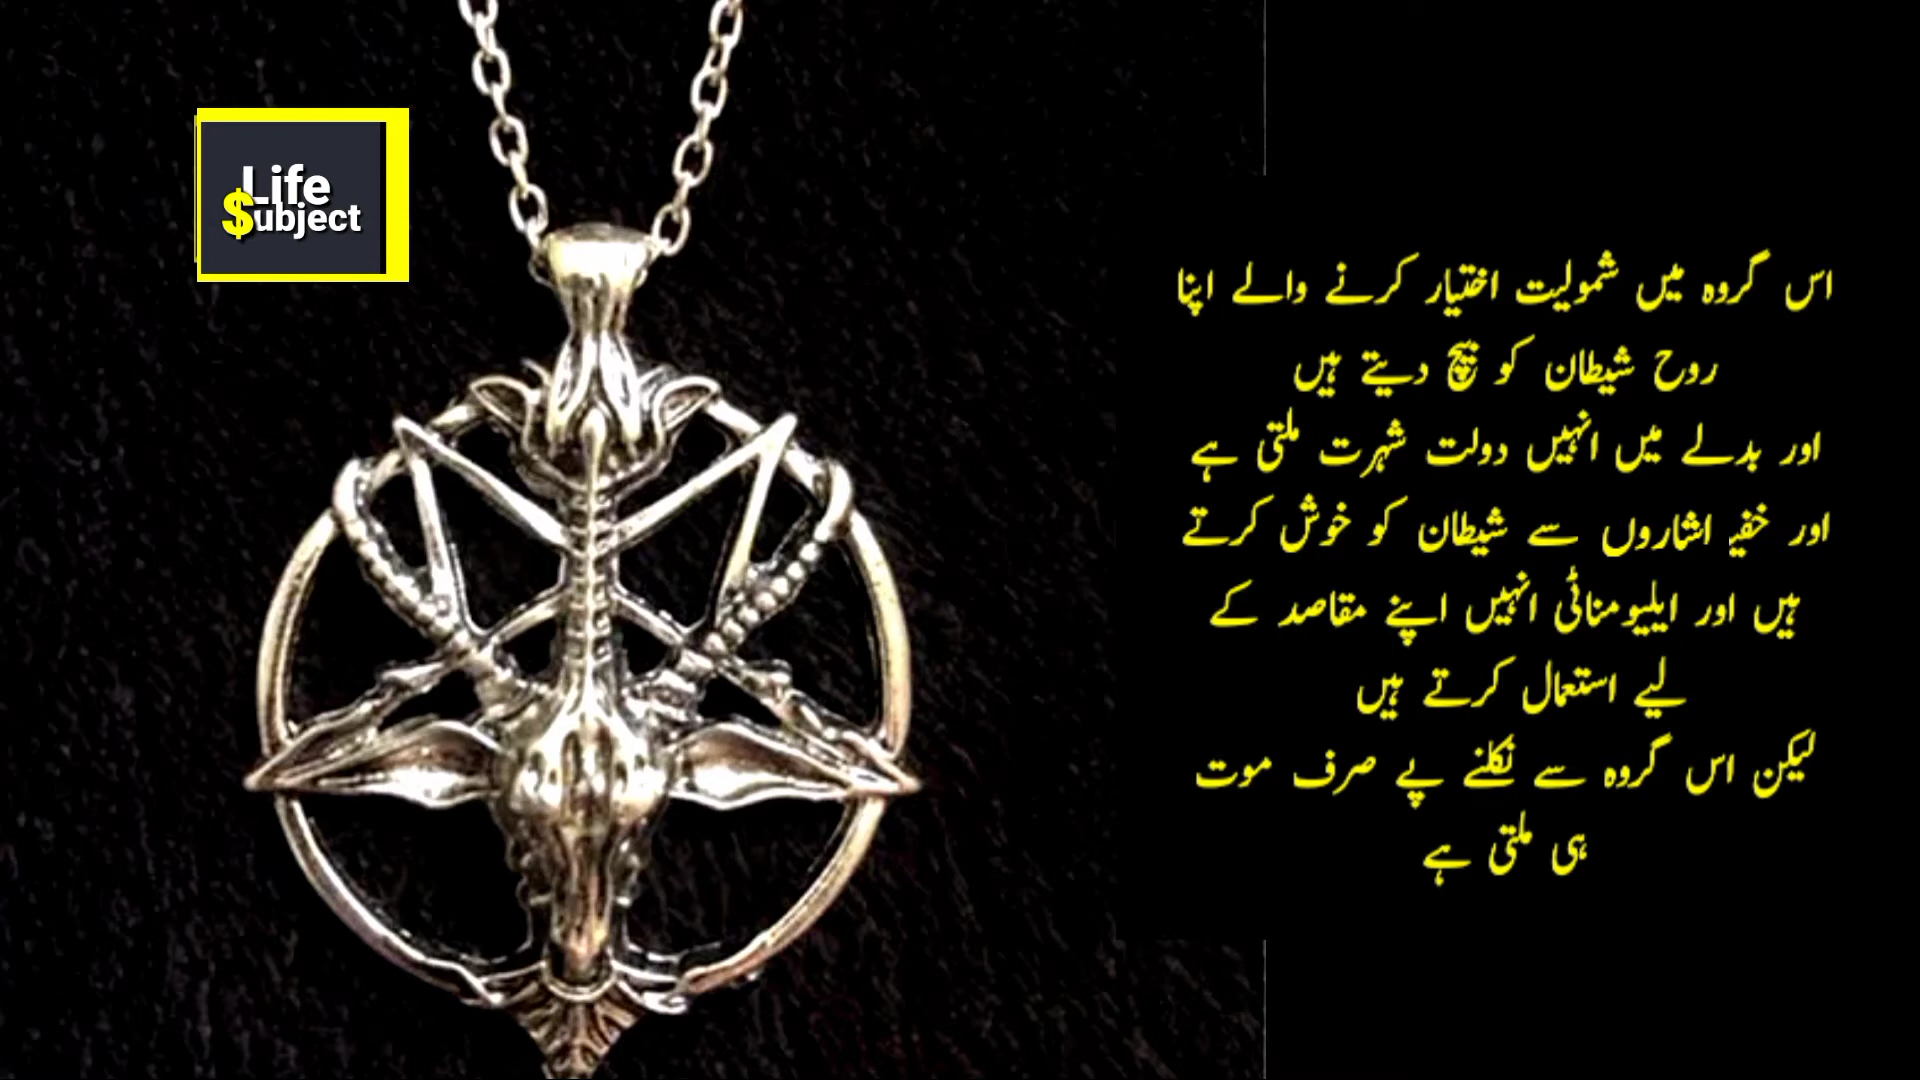 Life
$ubject
اس گروہ میں شمولیت اختیار کرنے والے اپنا
روح شیطان کو بیچ دیتے ہیں
اور بدلے میں انہیں دولت شہرت ملتی ہے
اور خفیہ اشاروں سے شیطان کو خوش کرتے
ہیں اور ایلیومناٹی انہیں اپنے مقاصد کے
لیے استعمال کرتے ہیں
لیکن اس گروہ سے نکلنے پے صرف موت
ہی ملتی ہے